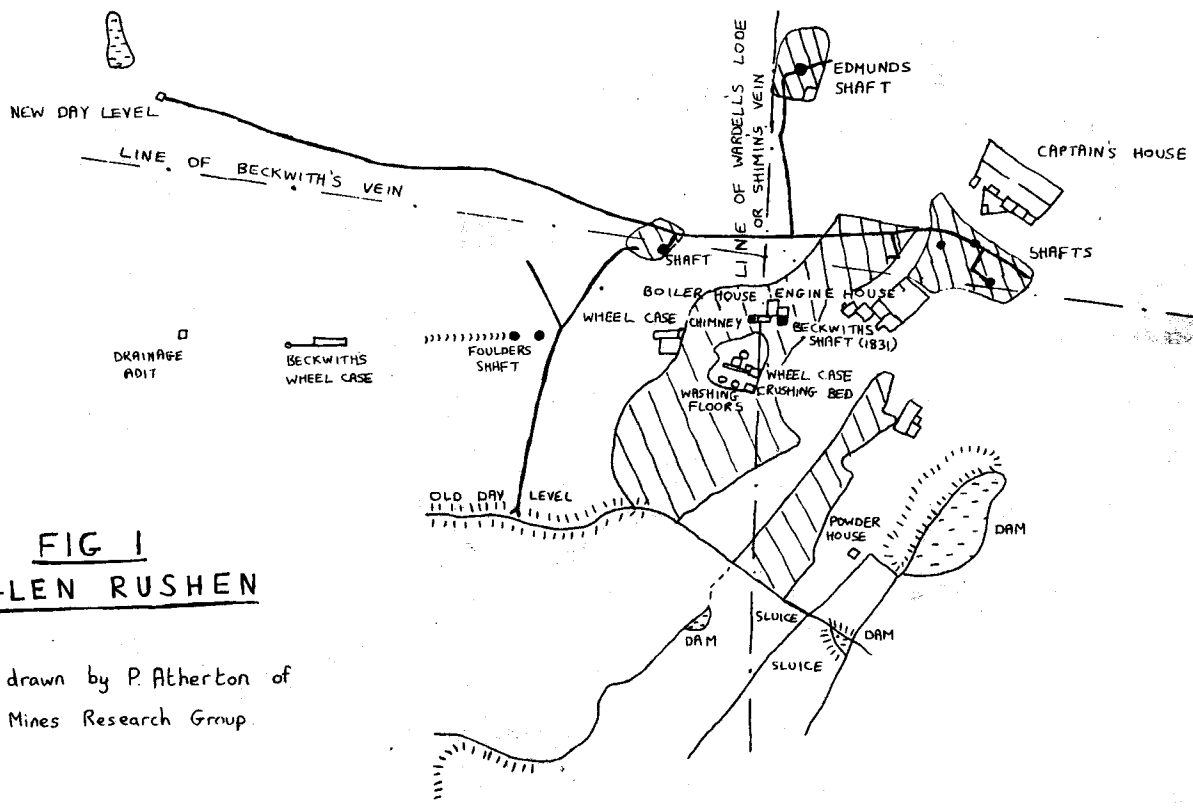 EDMUNDS
SHAFT
NEW DAY LEVEL
LINE OF WARDELL'S LODE
OR SHIMIN'S VEIN
CAPTAIN'S HOUSE
LINE OF BECKWITH'S VEIN
SHAFT
SHAFTS
BOILER HOUSE
ENGINE HOUSE
WHEEL CASE
CHIMNEY
BECKWITHS
SHAFT (1831)
DRAINAGE
ADIT
BECKWITH'S
WHEEL CASE
FOULDERS
SHAFT
WHEEL CASE
CRUSHING BED
WASHING
FLOORS
OLD DAY LEVEL
POWDER
HOUSE
DAM
FIG 1
LEN RUSHEN
SLUICE
DAM
DAM
SLUICE
drawn by P. Atherton of
Mines Research Group